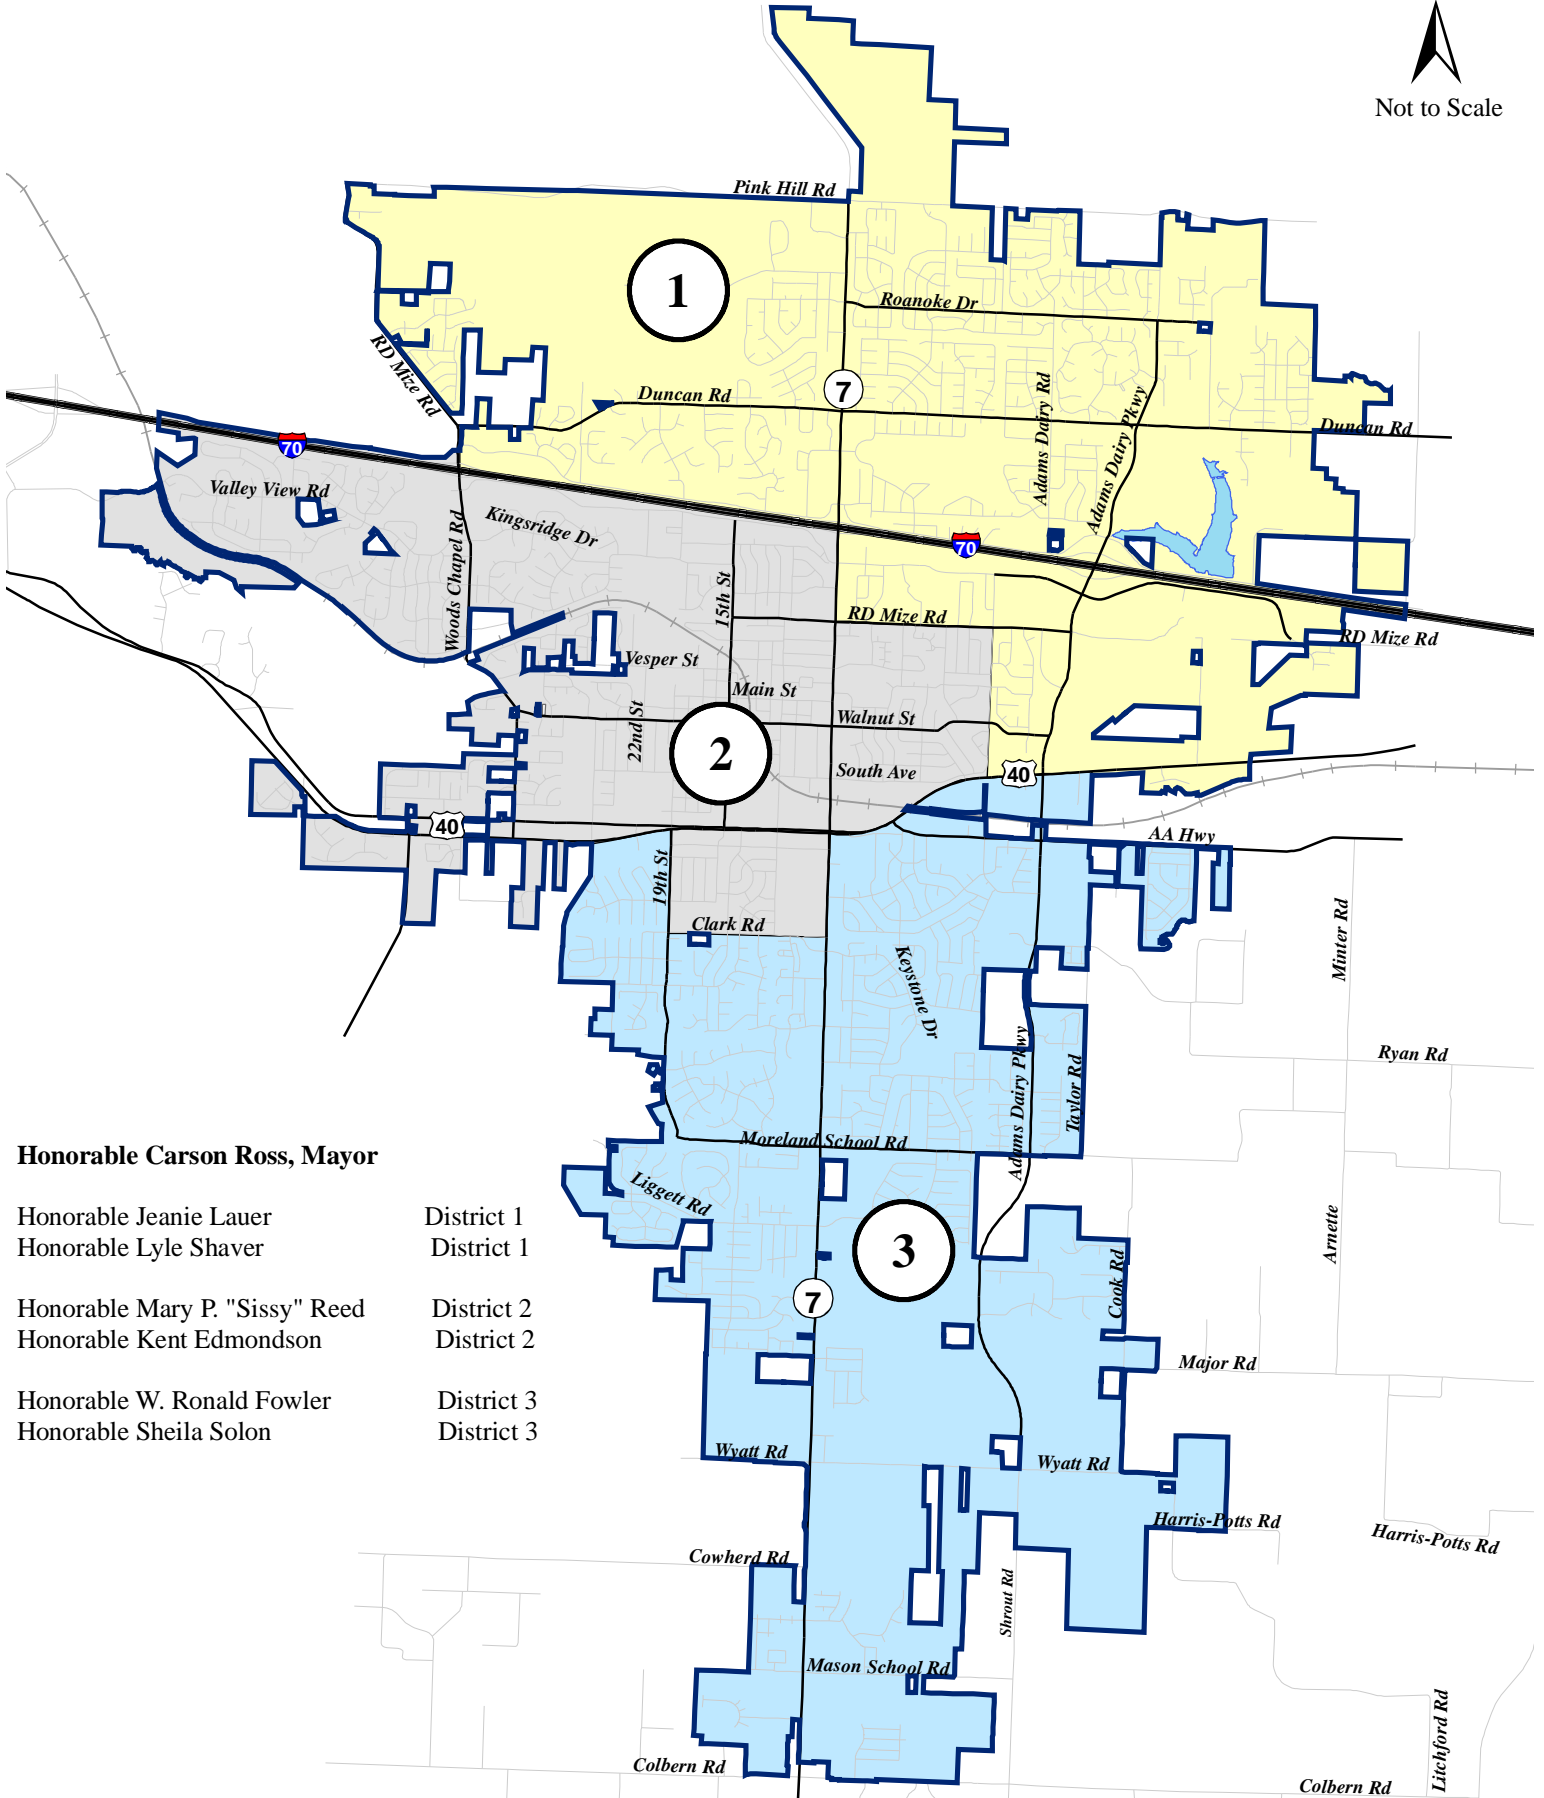 Not to Scale
Pink Hill Rd
1
Roanoke Dr
RD Mize Rd
Duncan Rd
7
Adams Dairy Rd
Adams Dairy Pkwy
Duncan Rd
70
Valley View Rd
Kingsridge Dr
Woods Chapel Rd
70
15th St
RD Mize Rd
RD Mize Rd
Vesper St
Main St
22nd St
Walnut St
2
South Ave
40
40
AA Hwy
19th St
Clark Rd
Keystone Dr
Minter Rd
Adams Dairy Pkwy
Taylor Rd
Ryan Rd
Moreland School Rd
Liggett Rd
Honorable Carson Ross, Mayor
Honorable Jeanie Lauer District 1
Honorable Lyle Shaver District 1
Honorable Mary P. "Sissy" Reed District 2
Honorable Kent Edmondson District 2
Honorable W. Ronald Fowler District 3
Honorable Sheila Solon District 3
3
Arnette
Cook Rd
7
Major Rd
Wyatt Rd
Wyatt Rd
Harris-Potts Rd
Harris-Potts Rd
Cowherd Rd
Shrout Rd
Mason School Rd
Litchford Rd
Colbern Rd
Colbern Rd